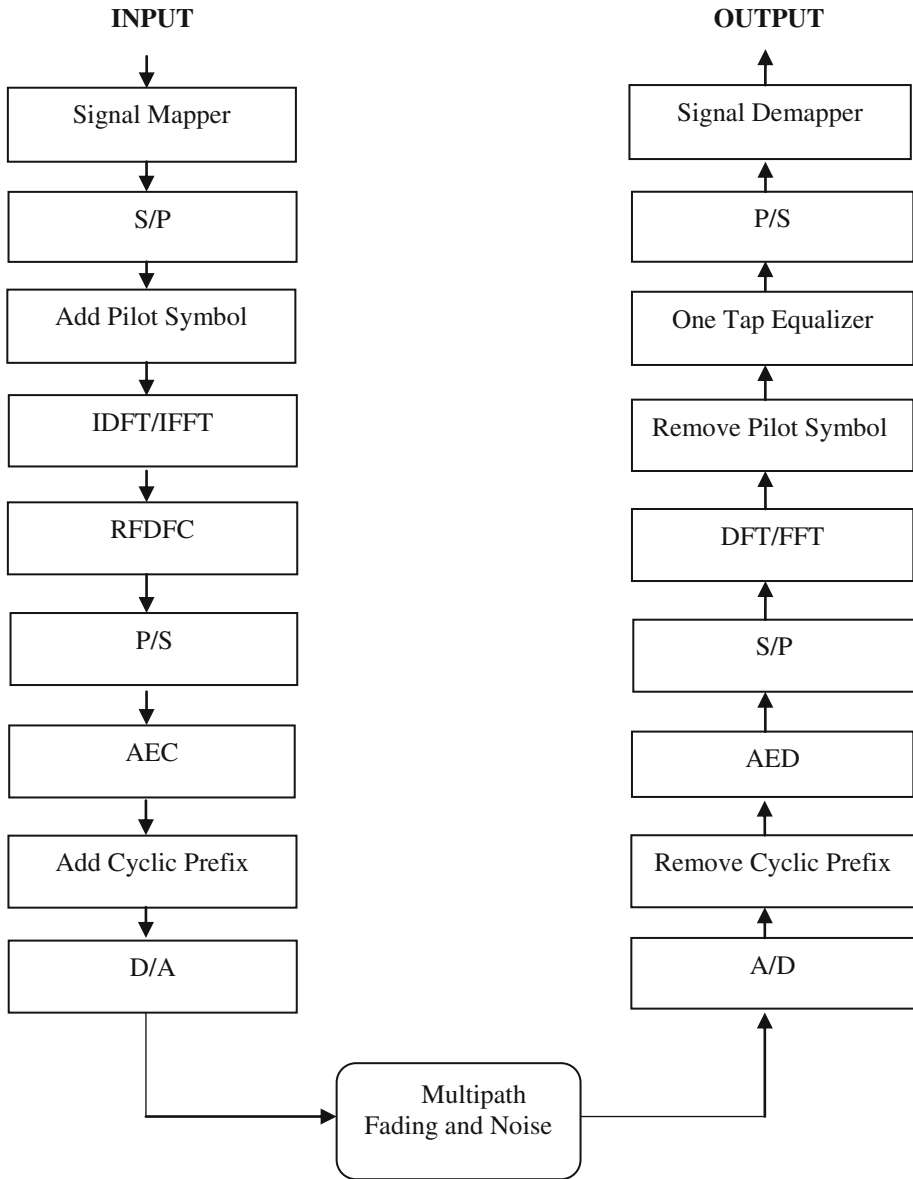 INPUT
Signal Mapper
S/P
Add Pilot Symbol
IDFT/IFFT
RFDFC
P/S
AEC
Add Cyclic Prefix
D/A
Multipath
Fading and Noise
OUTPUT
Signal Demapper
P/S
One Tap Equalizer
Remove Pilot Symbol
DFT/FFT
S/P
AED
Remove Cyclic Prefix
A/D